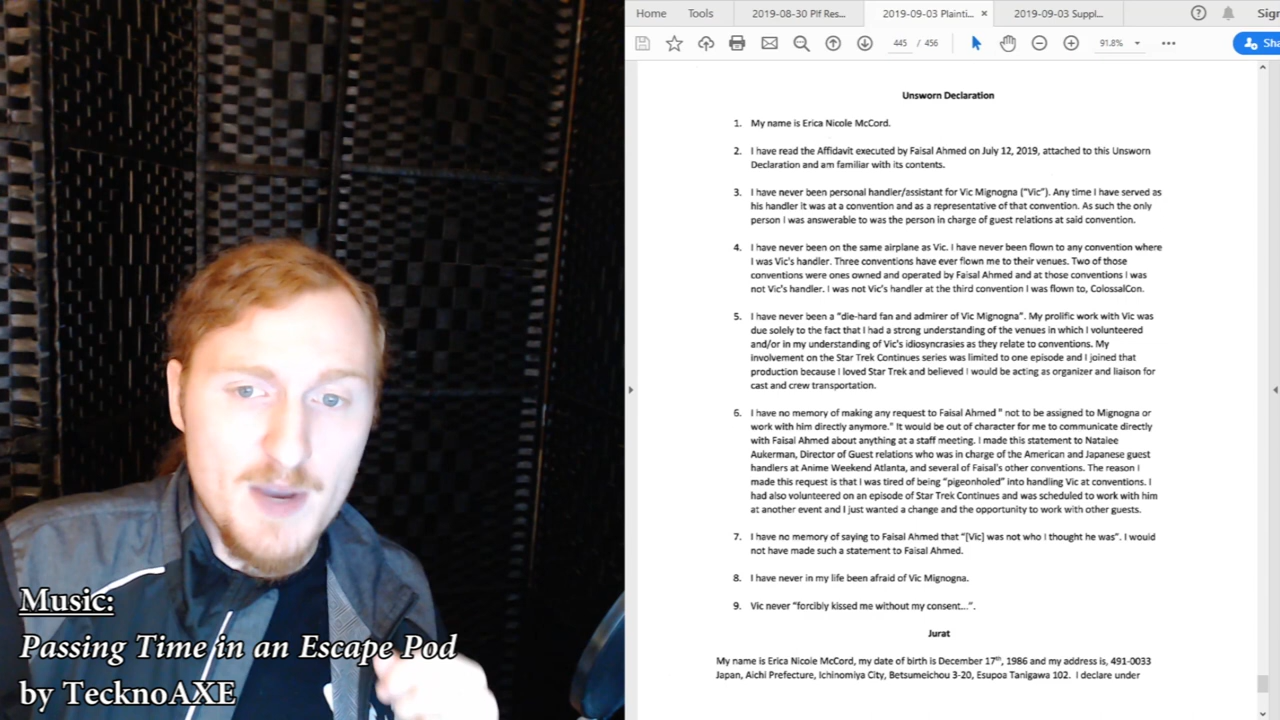 Home
Tools
2019-08-30 Plf Res...
2019-09-03 Plainti...
2019-09-03 Suppl...
Sign
445 / 456
91.8%
Sha
Unsworn Declaration
1. My name is Erica Nicole McCord.
2. I have read the Affidavit executed by Faisal Ahmed on July 12, 2019, attached to this Unsworn
Declaration and am familiar with its contents.
3. I have never been personal handler/assistant for Vic Mignogna ("Vic"). Any time I have served as
his handler it was at a convention and as a representative of that convention. As such the only
person I was answerable to was the person in charge of guest relations at said convention.
4. I have never been on the same airplane as Vic. I have never been flown to any convention where
I was Vic's handler. Three conventions have ever flown me to their venues. Two of those
conventions were ones owned and operated by Faisal Ahmed and at those conventions I was
not Vic's handler. I was not Vic's handler at the third convention I was flown to, ColossalCon.
5. I have never been a "die-hard fan and admirer of Vic Mignogna". My prolific work with Vic was
due solely to the fact that I had a strong understanding of the venues in which I volunteered
and/or in my understanding of Vic's idiosyncrasies as they relate to conventions. My
involvement on the Star Trek Continues series was limited to one episode and I joined that
production because I loved Star Trek and believed I would be acting as organizer and liaison for
cast and crew transportation.
6. I have no memory of making any request to Faisal Ahmed " not to be assigned to Mignogna or
work with him directly anymore." It would be out of character for me to communicate directly
with Faisal Ahmed about anything at a staff meeting. I made this statement to Natalee
Aukerman, Director of Guest relations who was in charge of the American and Japanese guest
handlers at Anime Weekend Atlanta, and several of Faisal's other conventions. The reason I
made this request is that I was tired of being "pigeonholed" into handling Vic at conventions. I
had also volunteered on an episode of Star Trek Continues and was scheduled to work with him
at another event and I just wanted a change and the opportunity to work with other guests.
7. I have no memory of saying to Faisal Ahmed that "[Vic] was not who I thought he was". I would
not have made such a statement to Faisal Ahmed.
8. I have never in my life been afraid of Vic Mignogna.
9. Vic never "forcibly kissed me without my consent...".
Jurat
My name is Erica Nicole McCord, my date of birth is December 17th, 1986 and my address is, 491-0033
Japan, Aichi Prefecture, Ichinomiya City, Betsumeichou 3-20, Esupoa Tanigawa 102. I declare under
Music:
Passing Time in an Escape Pod
by TecknoAXE